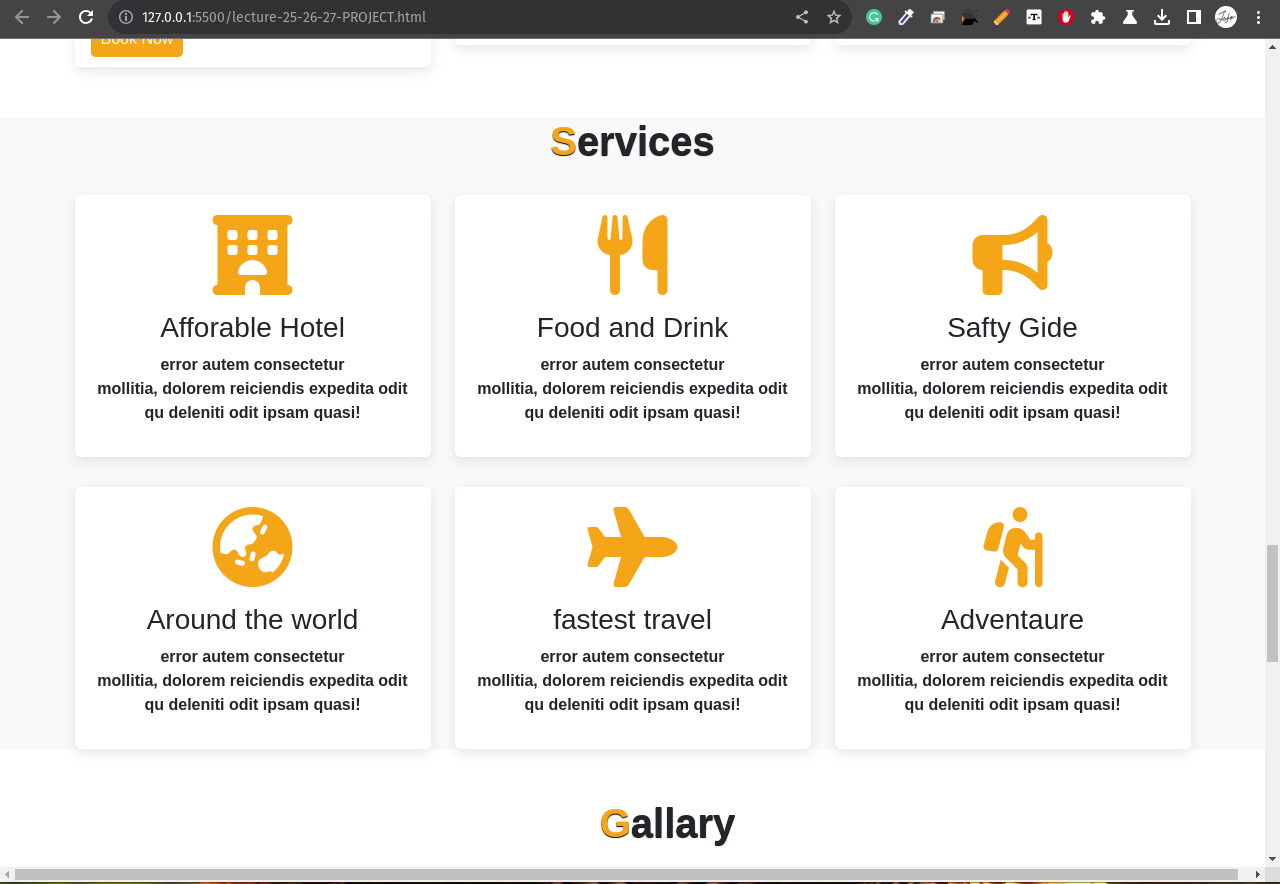 127.0.0.1:5500/lecture-25-26-27-PROJECT.html
Book Now
Services
Afforable Hotel
error autem consectetur
mollitia, dolorem reiciendis expedita odit
qu deleniti odit ipsam quasi!
Food and Drink
error autem consectetur
mollitia, dolorem reiciendis expedita odit
qu deleniti odit ipsam quasi!
Safty Gide
error autem consectetur
mollitia, dolorem reiciendis expedita odit
qu deleniti odit ipsam quasi!
Around the world
error autem consectetur
mollitia, dolorem reiciendis expedita odit
qu deleniti odit ipsam quasi!
fastest travel
error autem consectetur
mollitia, dolorem reiciendis expedita odit
qu deleniti odit ipsam quasi!
Adventaure
error autem consectetur
mollitia, dolorem reiciendis expedita odit
qu deleniti odit ipsam quasi!
Gallary